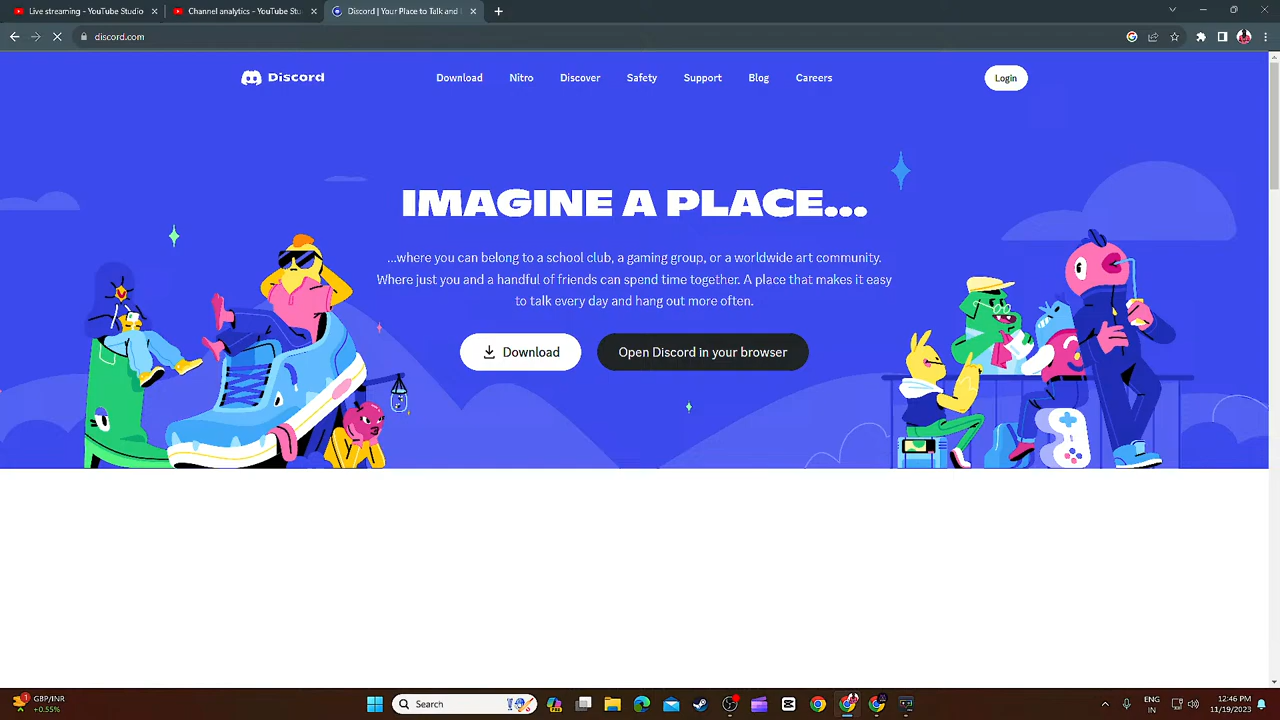 Live streaming - YouTube Studio
Channel analytics - YouTube Stu
Discord | Your Place to Talk and
discord.com
Discord
Download
Nitro
Discover
Safety
Support
Blog
Careers
Login
IMAGINE A PLACE...
...where you can belong to a school club, a gaming group, or a worldwide art community.
Where just you and a handful of friends can spend time together. A place that makes it easy
to talk every day and hang out more often.
Download
Open Discord in your browser
1
GBP/INR
+0.55%
Search
ENG
IN
12:46 PM
11/19/2023